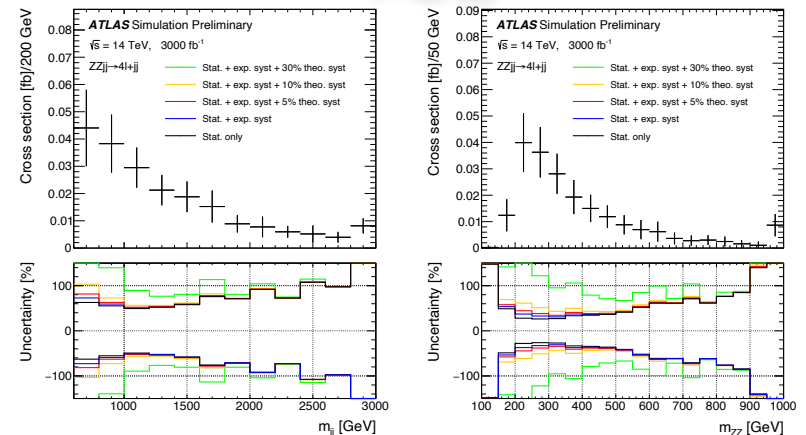 ATLAS Simulation Preliminary
√s = 14 TeV, 3000 fb⁻¹
ZZjj→4l+jj
Stat. + exp. syst + 30% theo. syst
Stat. + exp. syst + 10% theo. syst
Stat. + exp. syst + 5% theo. syst
Stat. + exp. syst
Stat. only
Cross section [fb]/200 GeV
0.08
0.07
0.06
0.05
0.04
0.03
0.02
0.01
0
Uncertainty [%]
100
0
−100
1000 1500 2000 2500 3000
m_jj [GeV]
ATLAS Simulation Preliminary
√s = 14 TeV, 3000 fb⁻¹
ZZjj→4l+jj
Stat. + exp. syst + 30% theo. syst
Stat. + exp. syst + 10% theo. syst
Stat. + exp. syst + 5% theo. syst
Stat. + exp. syst
Stat. only
Cross section [fb]/50 GeV
0.09
0.08
0.07
0.06
0.05
0.04
0.03
0.02
0.01
0
Uncertainty [%]
100
0
−100
100 200 300 400 500 600 700 800 900 1000
m_ZZ [GeV]